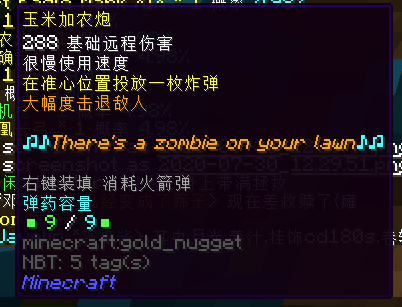 玉米加农炮
288 基础远程伤害
很慢使用速度
在准心位置投放一枚炸弹
大幅度击退敌人
♫♫There's a zombie on your lawn♫♫
右键装填 消耗火箭弹
弹药容量
■ 9 / 9■
minecraft:gold_nugget
NBT: 5 tag(s)
Minecraft